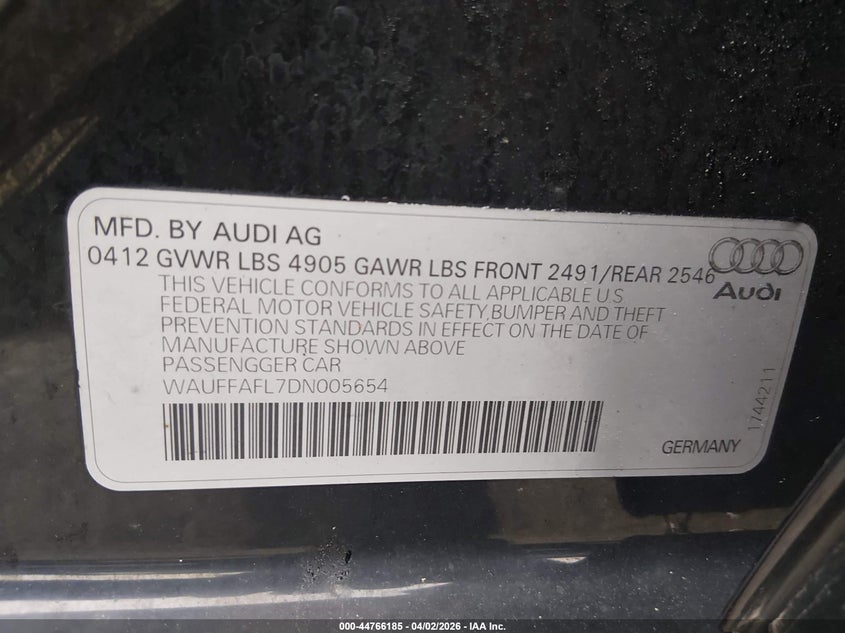 MFD. BY AUDI AG
0412 GVWR LBS 4905 GAWR LBS FRONT 2491/REAR 2546
Audi
THIS VEHICLE CONFORMS TO ALL APPLICABLE U.S
FEDERAL MOTOR VEHICLE SAFETY,BUMPER AND THEFT
PREVENTION STANDARDS IN EFFECT ON THE DATE OF
MANUFACTURE SHOWN ABOVE
PASSENGGER CAR
WAUFFAFL7DN005654
1744211
GERMANY
000-44766185 - 04/02/2026 - © IAA Inc.